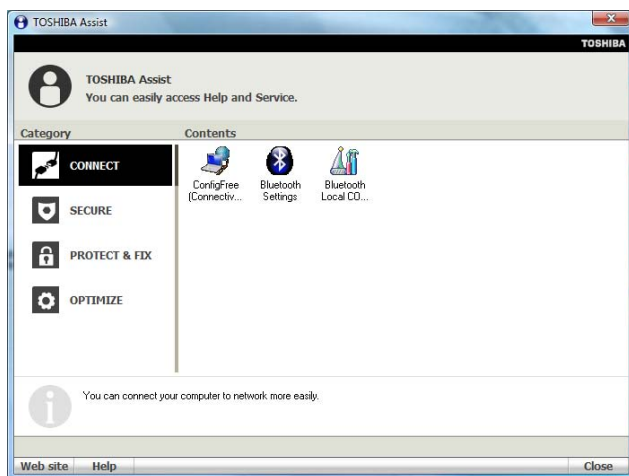 TOSHIBA Assist
TOSHIBA
TOSHIBA Assist
You can easily access Help and Service.
Category
Contents
CONNECT
SECURE
PROTECT & FIX
OPTIMIZE
ConfigFree
(Connectiv...
Bluetooth
Settings
Bluetooth
Local CO...
You can connect your computer to network more easily.
Web site
Help
Close